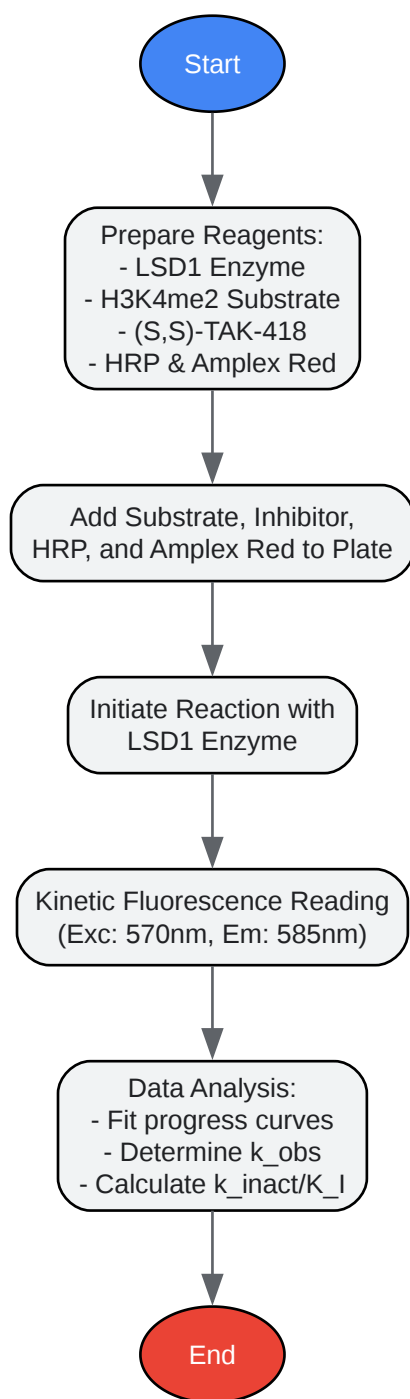 Start
Prepare Reagents:
- LSD1 Enzyme
- H3K4me2 Substrate
- (S,S)-TAK-418
- HRP & Amplex Red
Add Substrate, Inhibitor,
HRP, and Amplex Red to Plate
Initiate Reaction with
LSD1 Enzyme
Kinetic Fluorescence Reading
(Exc: 570nm, Em: 585nm)
Data Analysis:
- Fit progress curves
- Determine k_obs
- Calculate k_inact/K_I
End